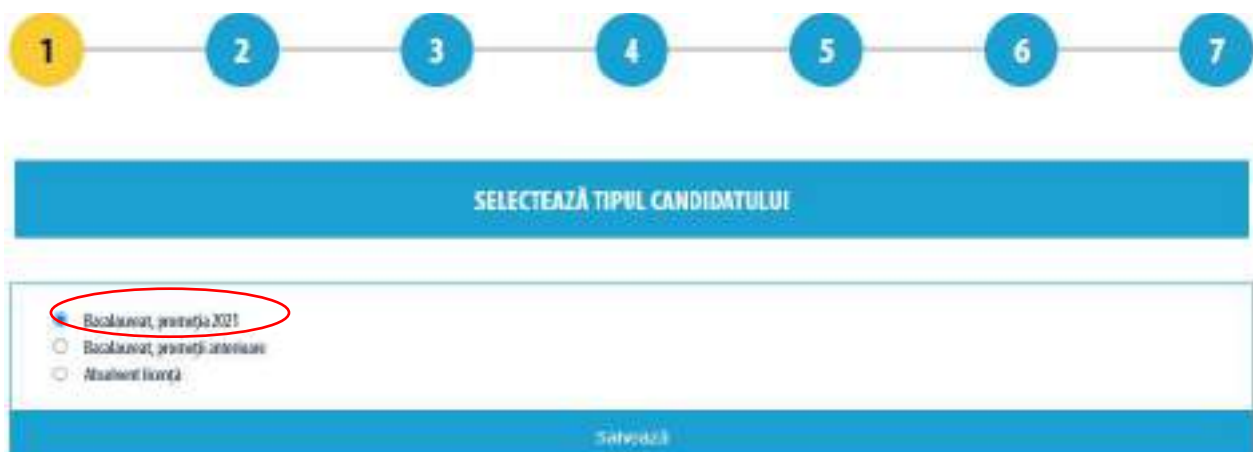 1 2 3 4 5 6 7
SELECTEAZĂ TIPUL CANDIDATULUI
Bacalaureat, promoția 2021
Bacalaureat, promoții anterioare
Absolvent licență
Salvează